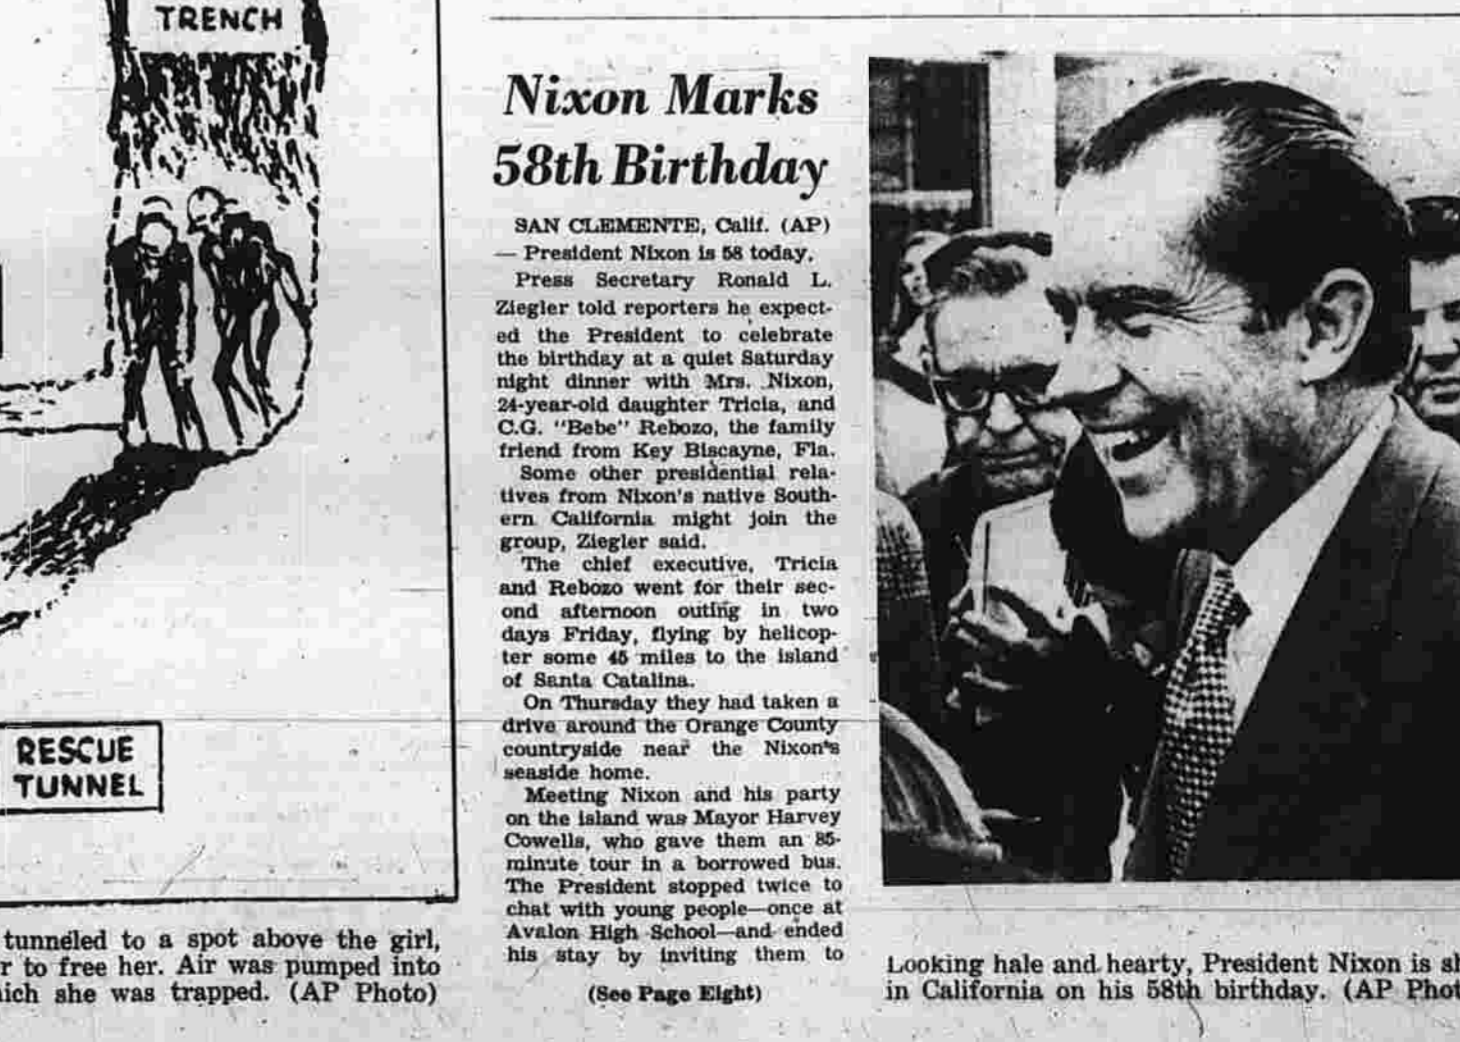 TRENCH
RESCUE
TUNNEL
tunneled to a spot above the girl,
r to free her. Air was pumped into
ich she was trapped. (AP Photo)
Nixon Marks
58th Birthday
SAN CLEMENTE, Calif. (AP)
— President Nixon is 58 today.
Press Secretary Ronald L.
Ziegler told reporters he expect-
ed the President to celebrate
the birthday at a quiet Saturday
night dinner with Mrs. Nixon,
24-year-old daughter Tricia, and
C.G. "Bebe" Rebozo, the family
friend from Key Biscayne, Fla.
Some other presidential rela-
tives from Nixon's native South-
ern California might join the
group, Ziegler said.
The chief executive, Tricia
and Rebozo went for their sec-
ond afternoon outing in two
days Friday, flying by helicop-
ter some 45 miles to the island
of Santa Catalina.
On Thursday they had taken a
drive around the Orange County
countryside near the Nixon's
seaside home.
Meeting Nixon and his party
on the island was Mayor Harvey
Cowells, who gave them an 85-
minute tour in a borrowed bus.
The President stopped twice to
chat with young people—once at
Avalon High School—and ended
his stay by inviting them to
(See Page Eight)
Looking hale and hearty, President Nixon is sh
in California on his 58th birthday. (AP Phot